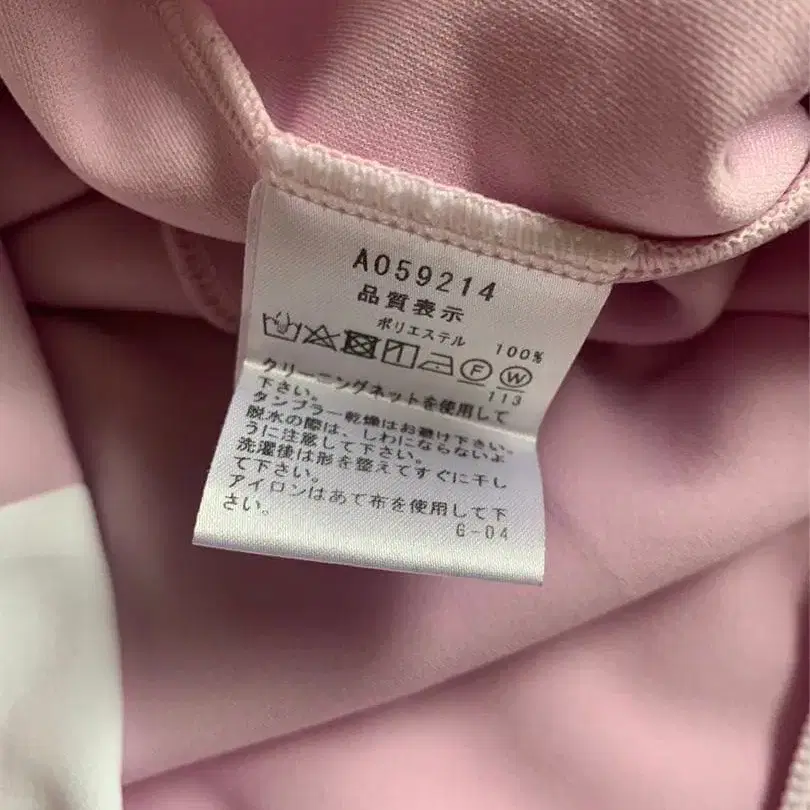 A059214
品質表示
ポリエステル 100%
F W
113
クリーニングネットを使用して
下さい。
タンブラー乾燥はお避け下さい。
脱水の際は、しわにならないよ
うに注意して下さい。
洗濯後は形を整えてすぐに干し
て下さい。
アイロンはあて布を使用して下
さい。
G-04